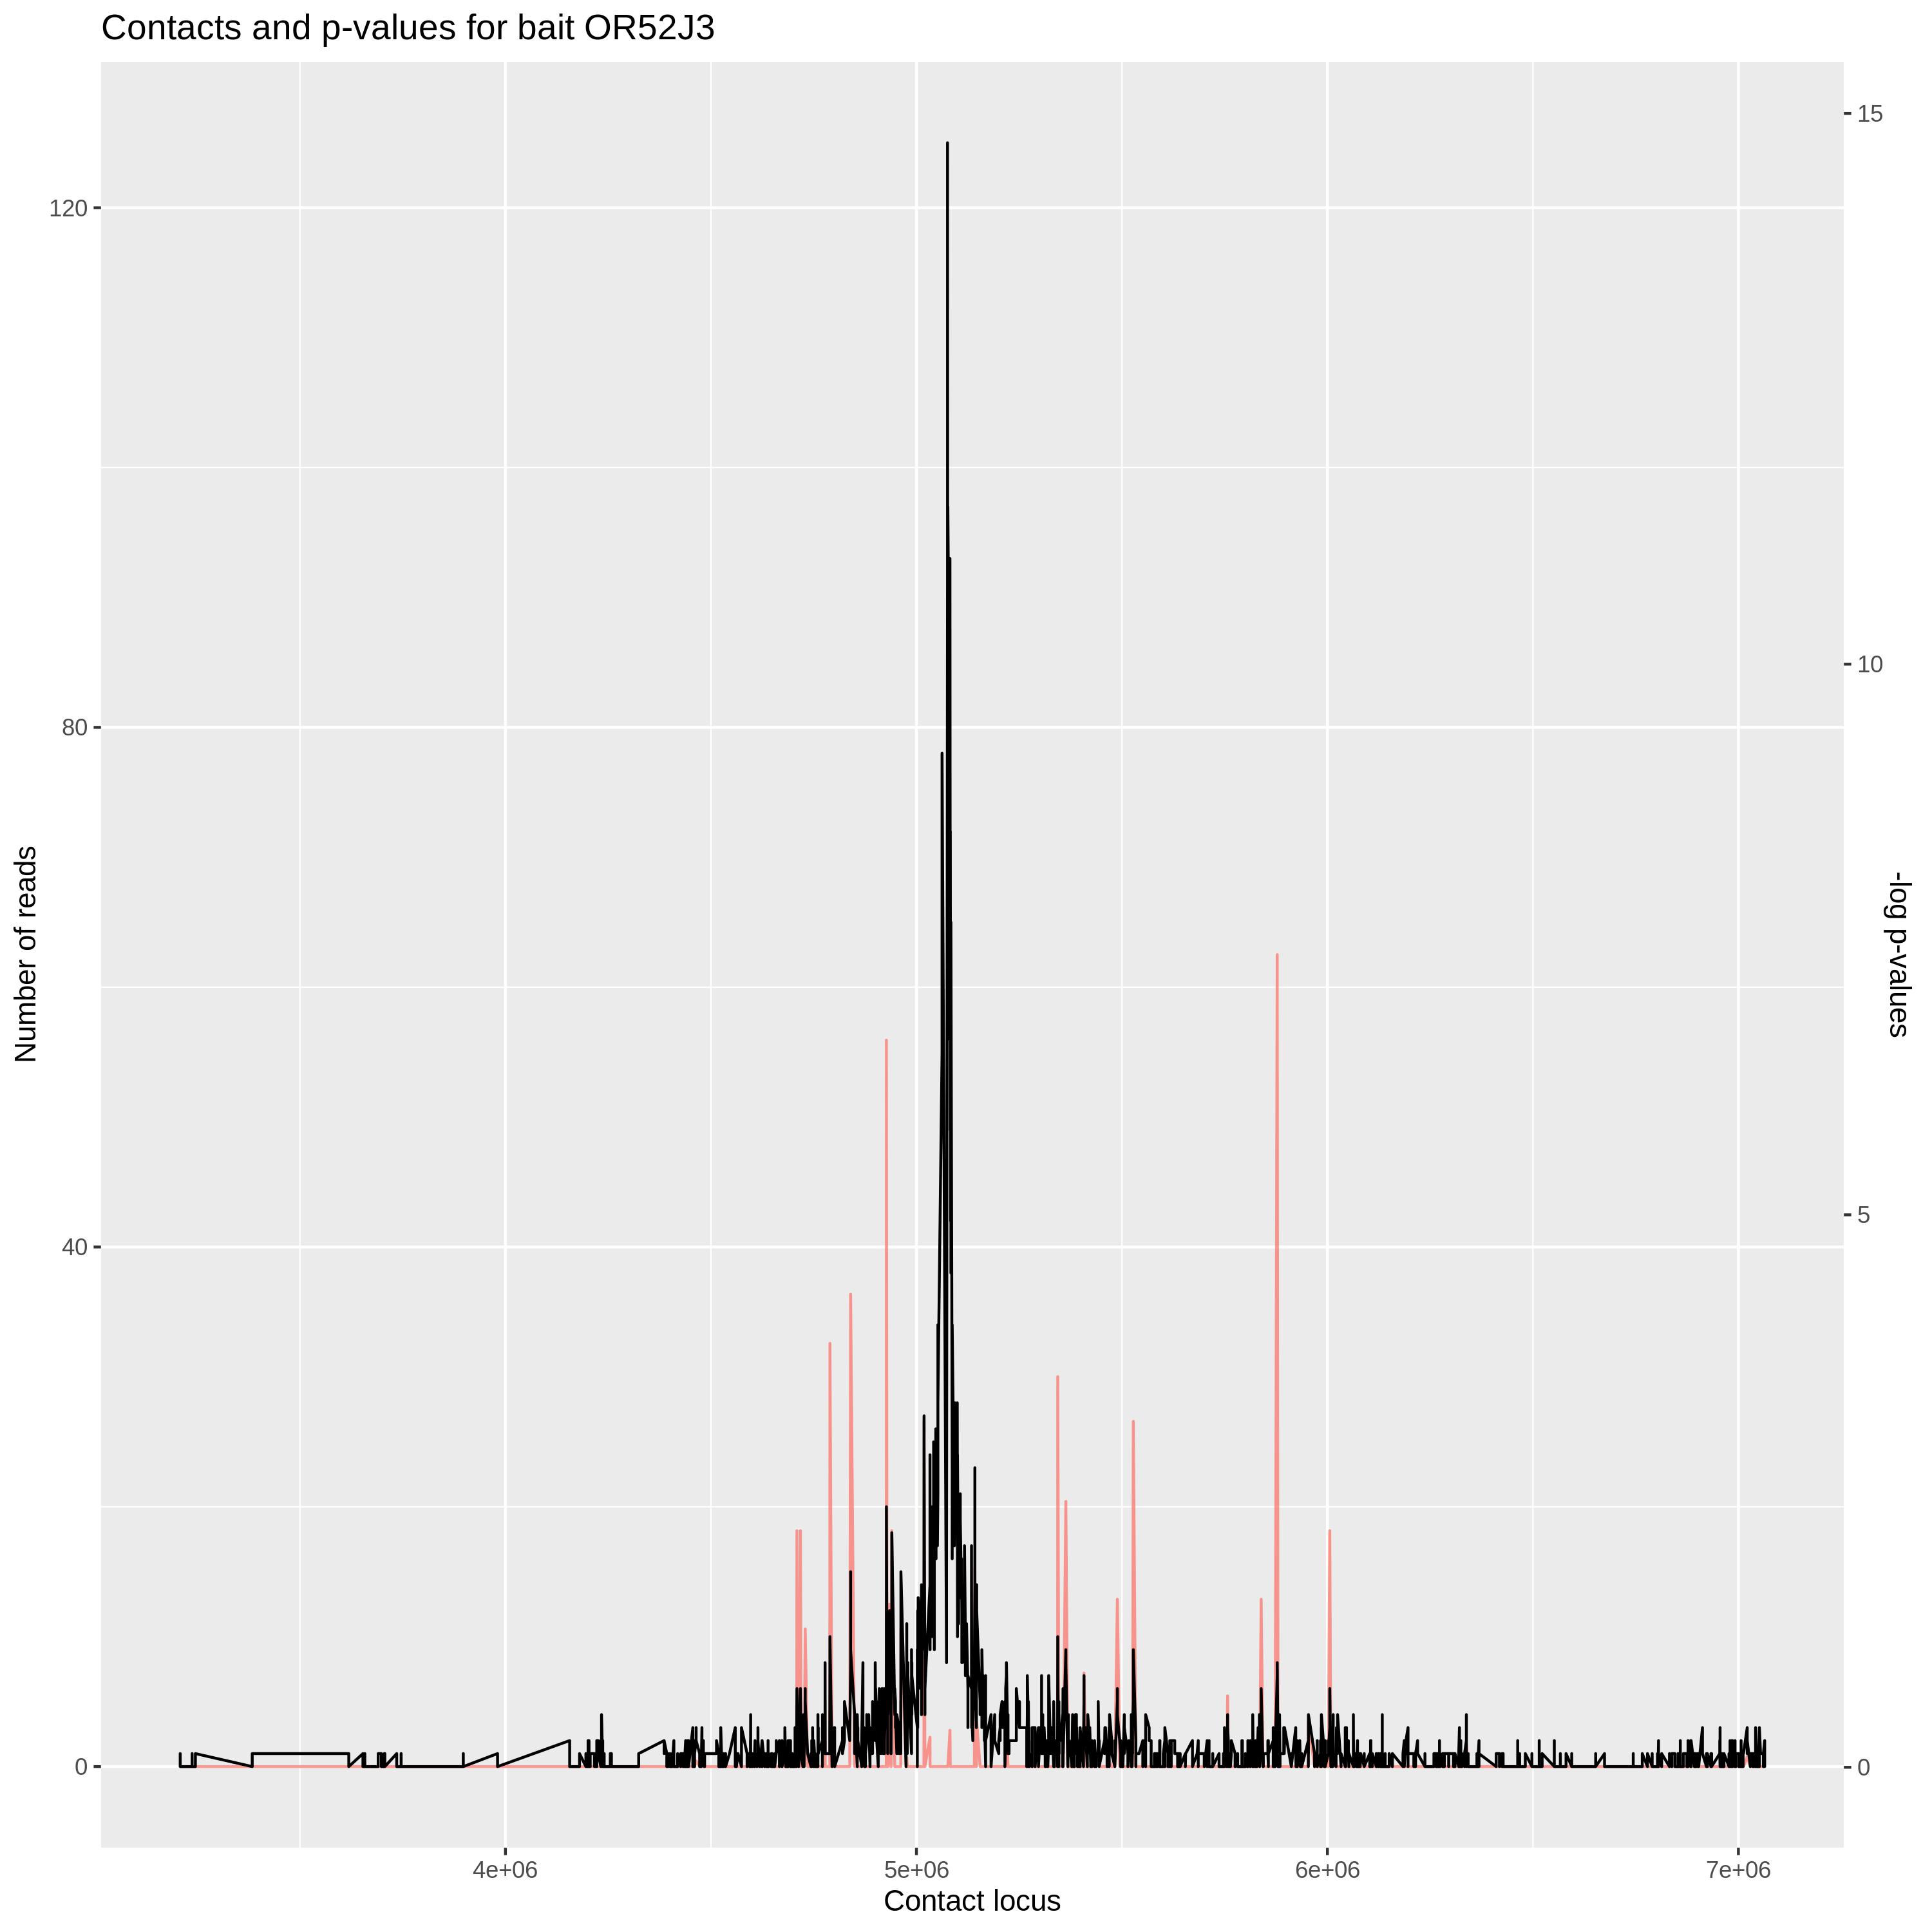 Contacts and p-values for bait OR52J3
15
120
10
80
Number of reads
-log p-values
5
40
0
0
4e+06
5e+06
6e+06
7e+06
Contact locus